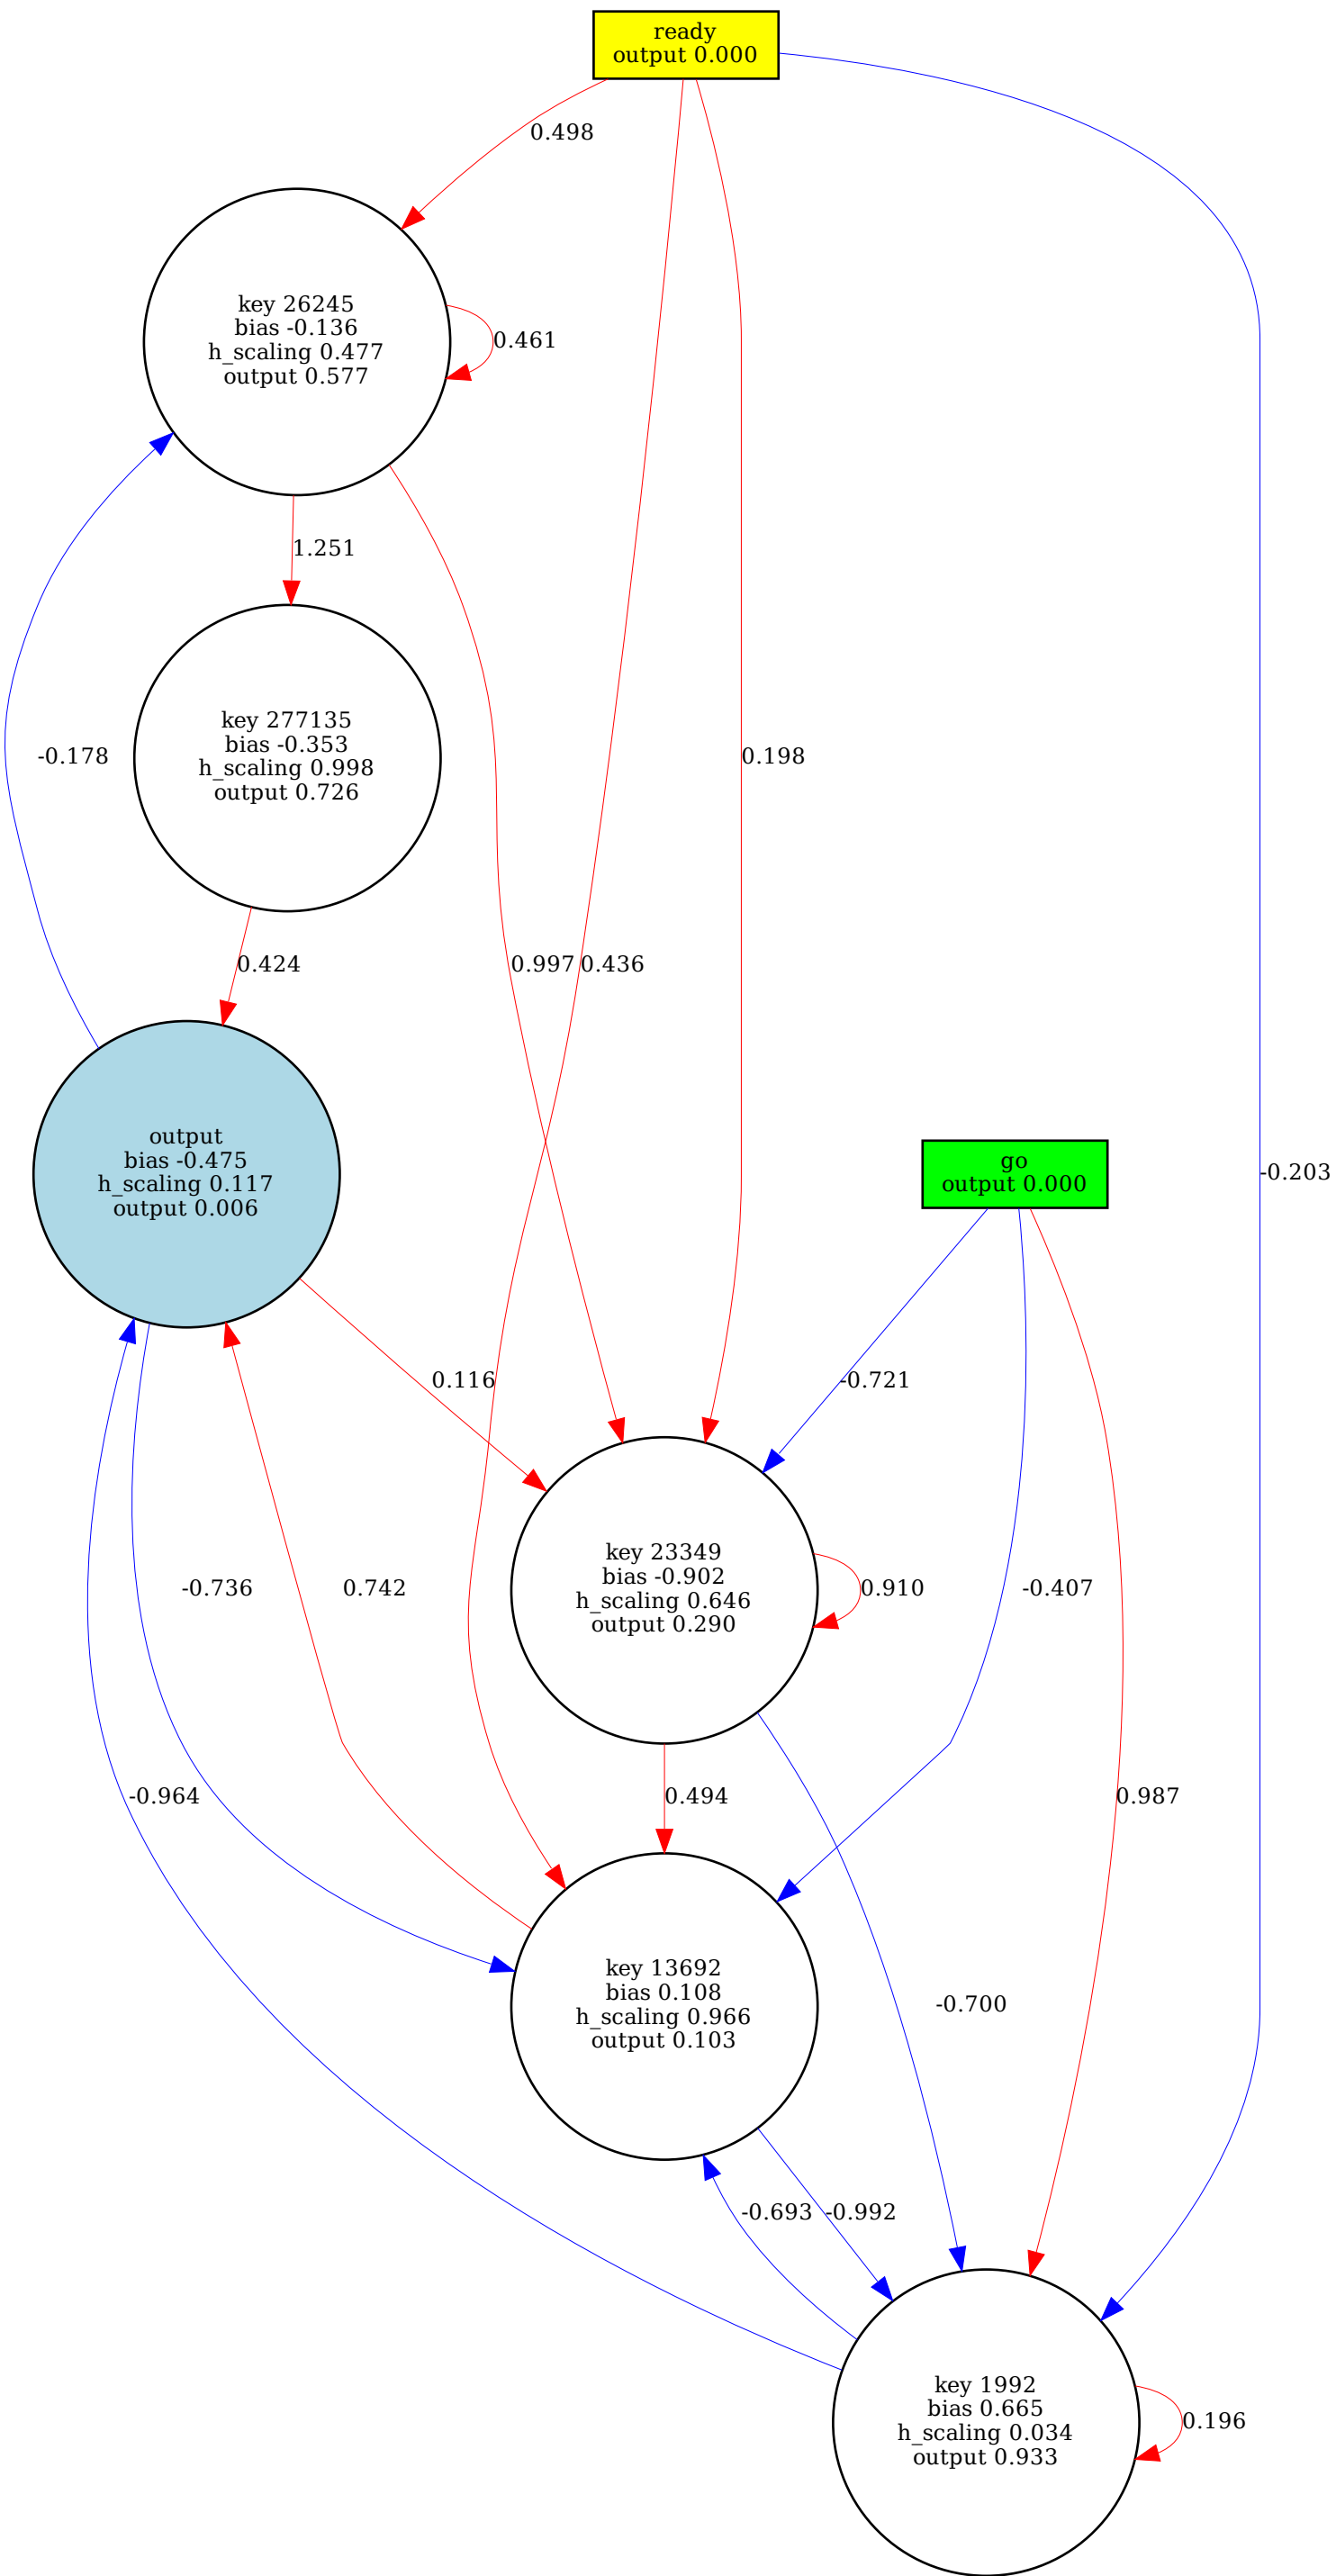 ready
output 0.000
0.498
key 26245
bias -0.136
h_scaling 0.477
output 0.577
0.461
1.251
key 277135
bias -0.353
h_scaling 0.998
output 0.726
-0.178
0.198
0.424
0.997
0.436
output
bias -0.475
h_scaling 0.117
output 0.006
go
output 0.000
-0.203
0.116
-0.721
key 23349
bias -0.902
h_scaling 0.646
output 0.290
-0.736
0.742
0.910
-0.407
-0.964
0.494
0.987
key 13692
bias 0.108
h_scaling 0.966
output 0.103
-0.700
-0.693
-0.992
key 1992
bias 0.665
h_scaling 0.034
output 0.933
0.196